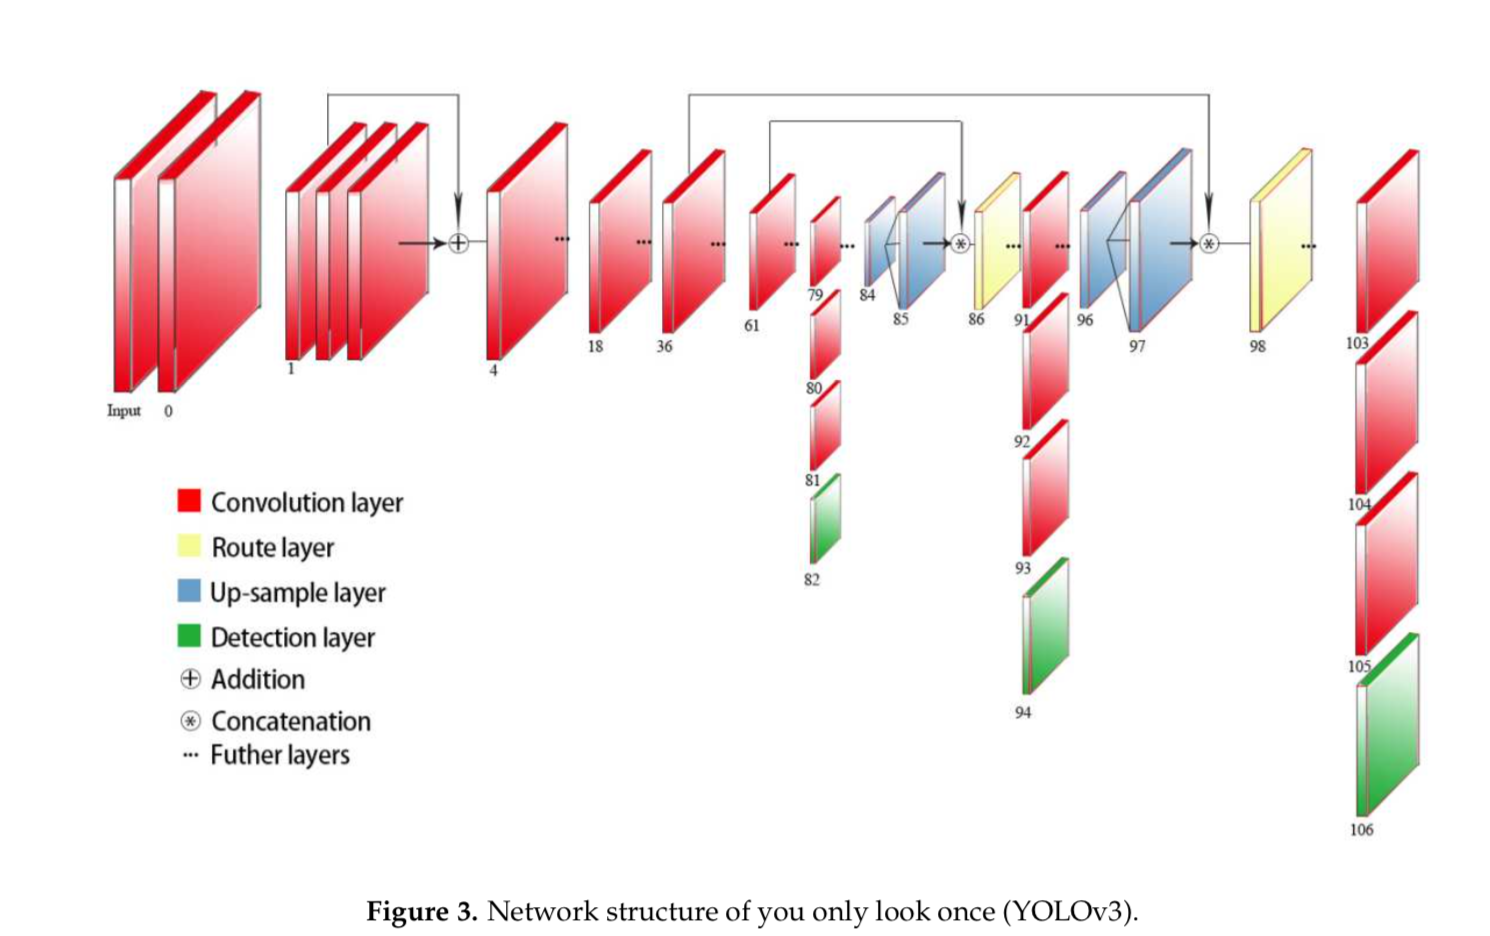 Input
0
1
4
18
36
61
79
80
81
82
84
85
86
91
92
93
94
96
97
98
103
104
105
106
Convolution layer
Route layer
Up-sample layer
Detection layer
+ Addition
* Concatenation
... Futher layers
Figure 3. Network structure of you only look once (YOLOv3).